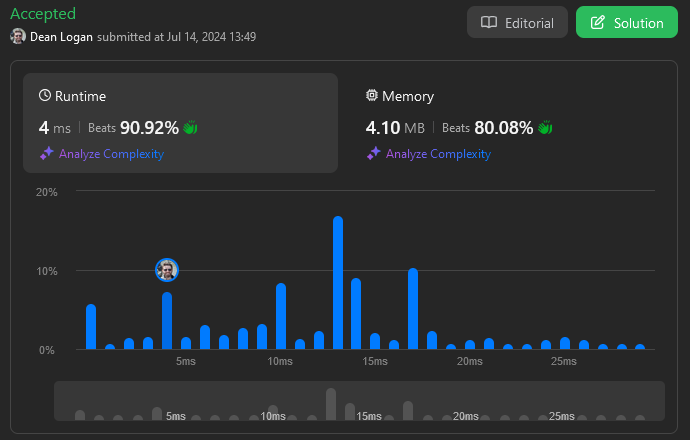 Accepted
Dean Logan submitted at Jul 14, 2024 13:49
Editorial
Solution
Runtime
4 ms | Beats 90.92%
Analyze Complexity
Memory
4.10 MB | Beats 80.08%
Analyze Complexity
20%
10%
0%
5ms 10ms 15ms 20ms 25ms
5ms 10ms 15ms 20ms 25ms